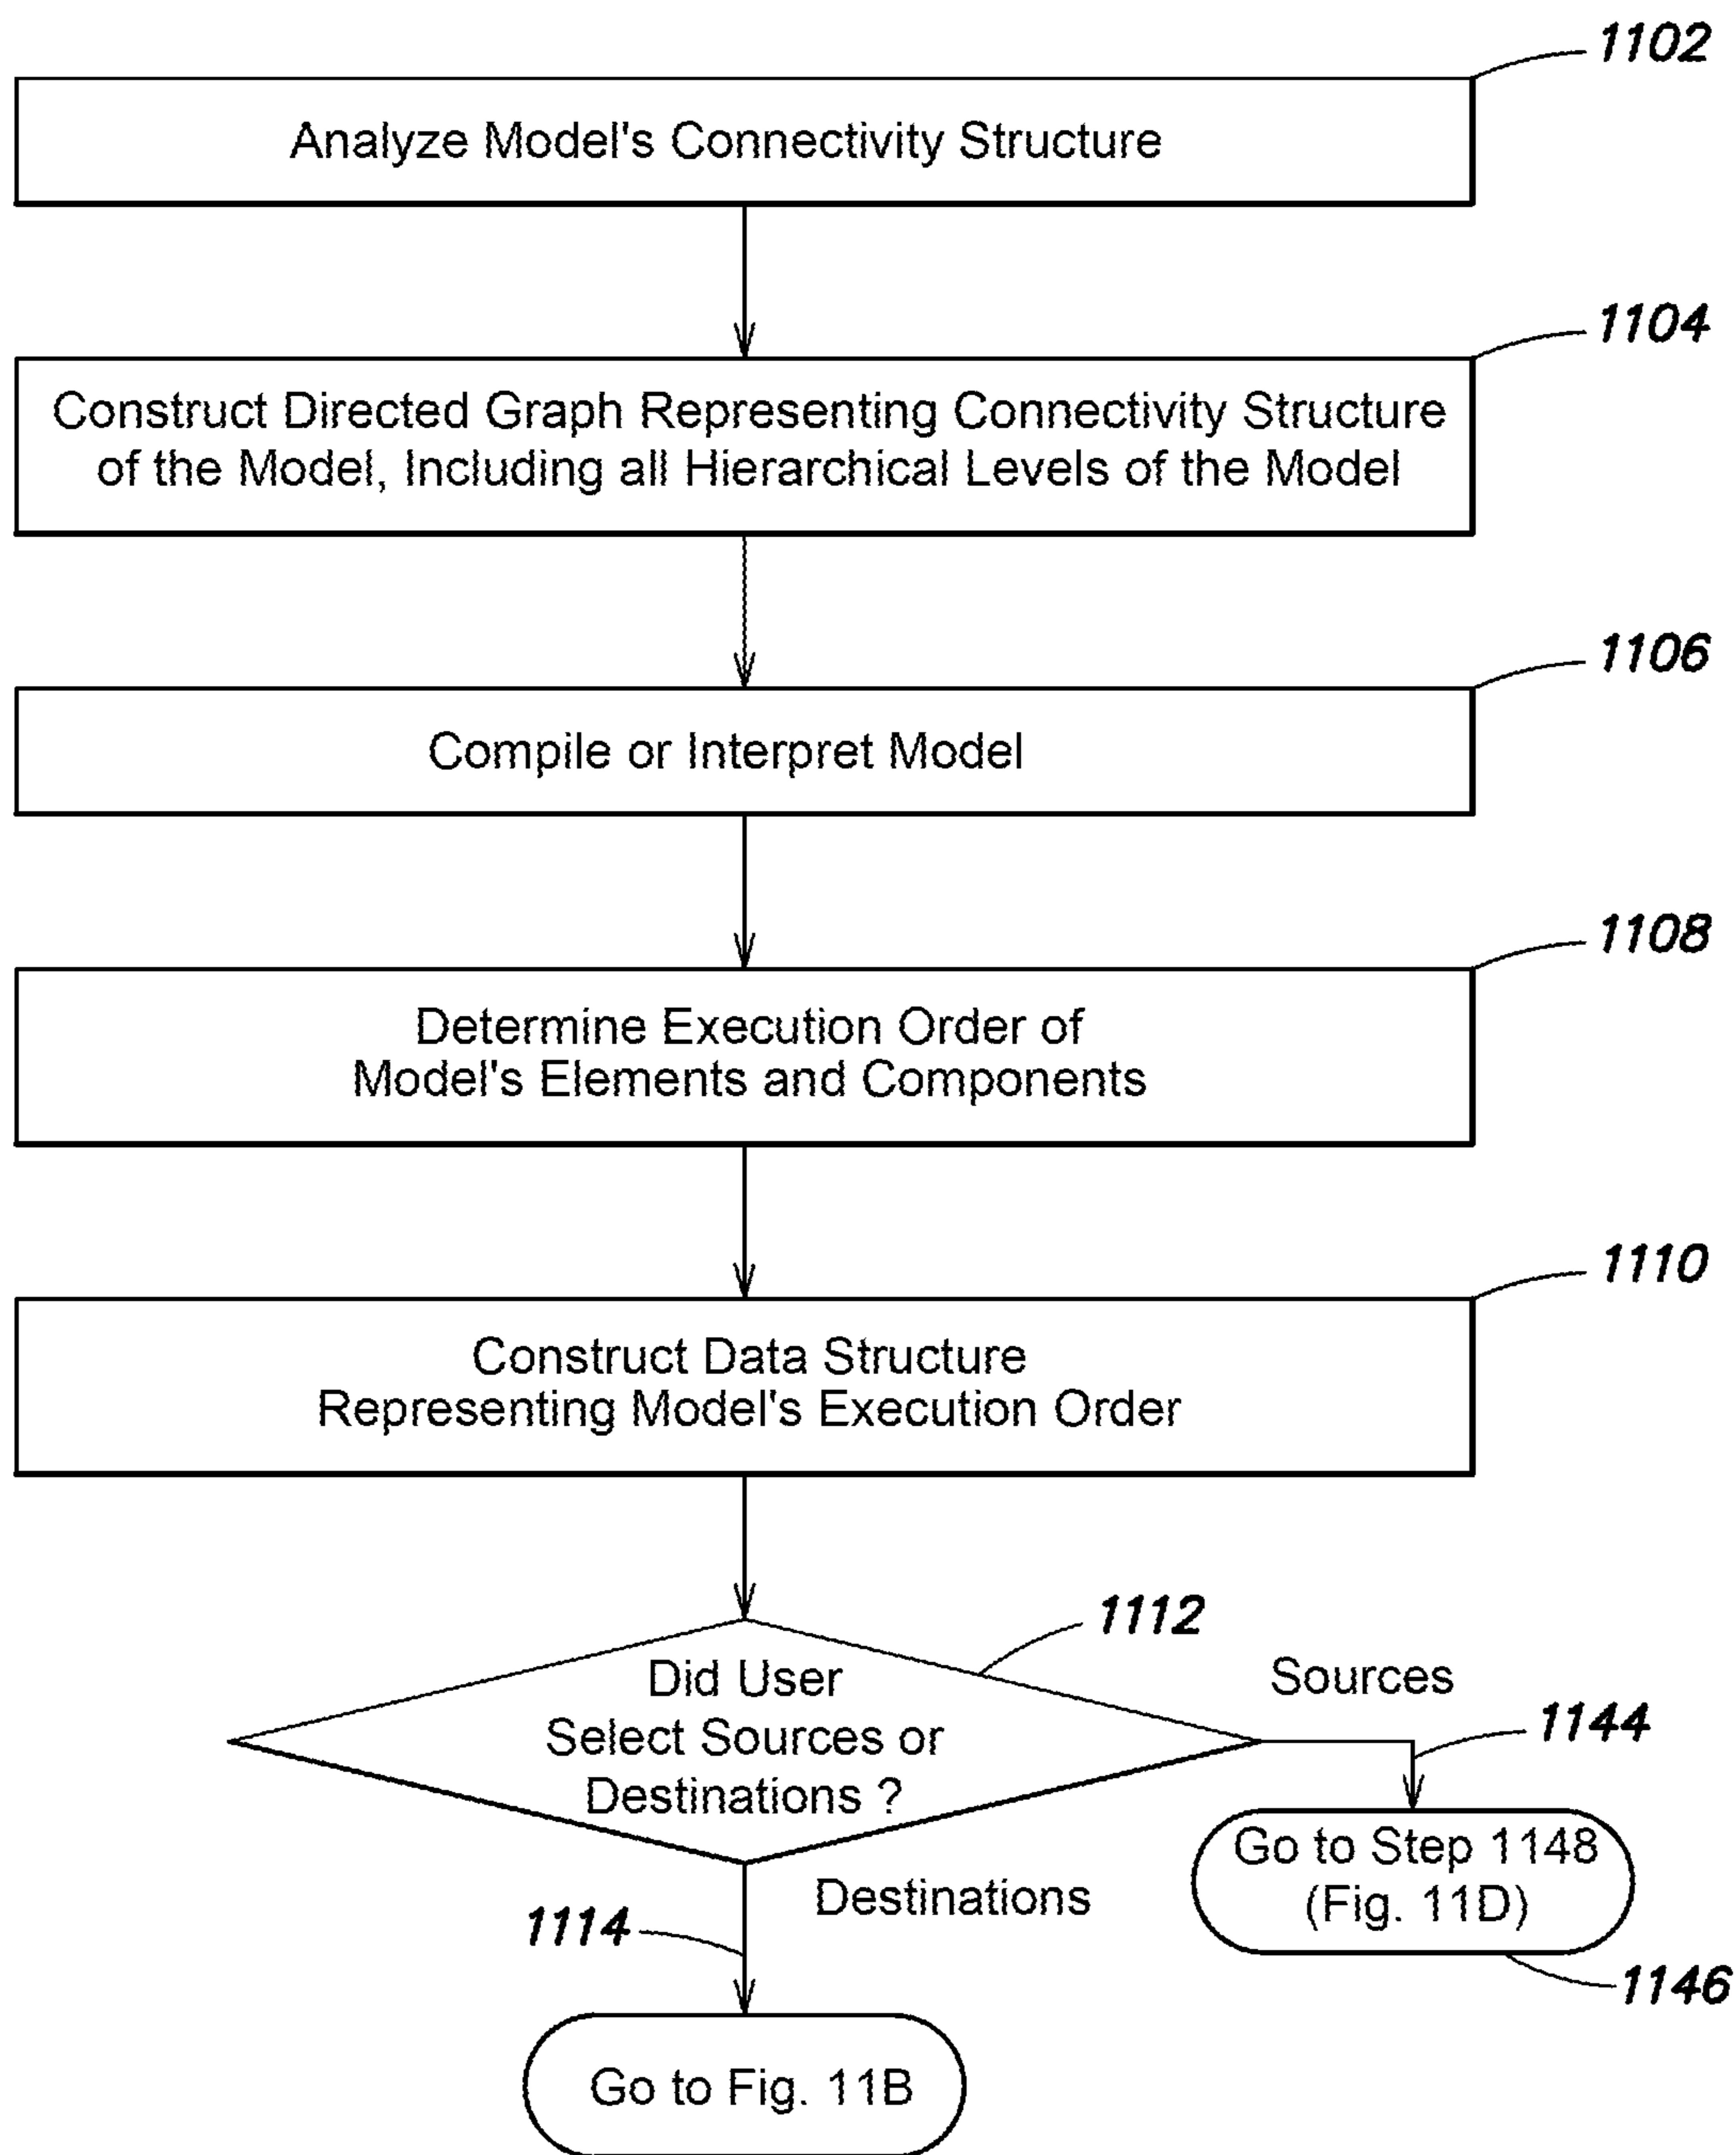 1102
Analyze Model's Connectivity Structure
1104
Construct Directed Graph Representing Connectivity Structure
of the Model, Including all Hierarchical Levels of the Model
1106
Compile or Interpret Model
1108
Determine Execution Order of
Model's Elements and Components
1110
Construct Data Structure
Representing Model's Execution Order
1112
Did User
Select Sources or
Destinations ?
Sources
1144
Go to Step 1148
(Fig. 11D)
1146
Destinations
1114
Go to Fig. 11B